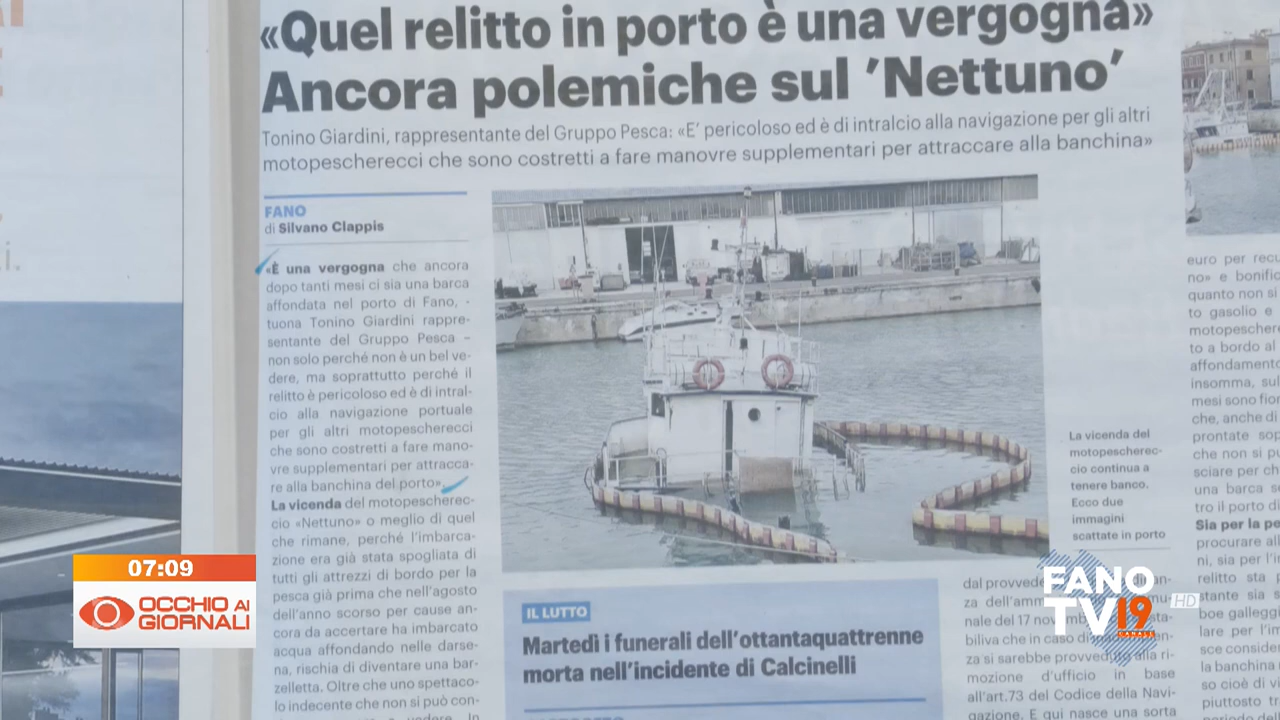 «Quel relitto in porto è una vergogna»
Ancora polemiche sul 'Nettuno'
Tonino Giardini, rappresentante del Gruppo Pesca: «E' pericoloso ed è di intralcio alla navigazione per gli altri
motopescherecci che sono costretti a fare manovre supplementari per attraccare alla banchina»
FANO
di Silvano Clappis
«È una vergogna che ancora
dopo tanti mesi ci sia una barca
affondata nel porto di Fano, -
tuona Tonino Giardini rappre-
sentante del Gruppo Pesca –
non solo perché non è un bel ve-
dere, ma soprattutto perché il
relitto è pericoloso ed è di intral-
cio alla navigazione portuale
per gli altri motopescherecci
che sono costretti a fare mano-
vre supplementari per attracca-
re alla banchina del porto».
La vicenda del motopescherec-
cio «Nettuno» o meglio di quel
che rimane, perché l'imbarca-
zione era già stata spogliata di
tutti gli attrezzi di bordo per la
pesca già prima che nell'agosto
dell'anno scorso per cause an-
cora da accertare ha imbarcato
acqua affondando nelle darse-
na, rischia di diventare una bar-
zelletta. Oltre che uno spettaco-
lo indecente che non si può con-
La vicenda del
motopescherec-
cio continua a
tenere banco.
Ecco due
immagini
scattate in porto
IL LUTTO
Martedì i funerali dell'ottantaquattrenne
morta nell'incidente di Calcinelli
dal provved
za dell'amm
nale del 17 novemb
biliva che in caso di
za si sarebbe provveduto alla ri-
mozione d'ufficio in base
all'art.73 del Codice della Navi-
gazione. E qui nasce una sorta
euro per recu
no» e bonific
quanto non si
to gasolio e
motopescher
to a bordo al
affondamento
insomma, sul
mesi sono fior
che, anche di
prontate sop
che non si pu
sciare per ch
una barca se
tro il porto d
Sia per la po
procurare all
ni, sia per l'i
relitto sta
stante sia s
boe gallegg
lare per l'im
sce consider
la banchina
so cioè di vi
piuttosto tr
07:09
OCCHIO AI
GIORNALI
FANO
TV19
HD
CANALE